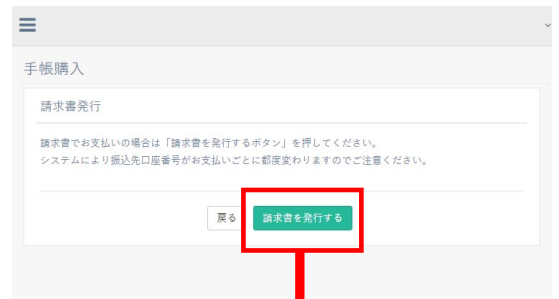 手帳購入
請求書発行
請求書でお支払いの場合は「請求書を発行するボタン」を押してください。
システムにより振込先口座番号がお支払いごとに都度変わりますのでご注意ください。
戻る 請求書を発行する